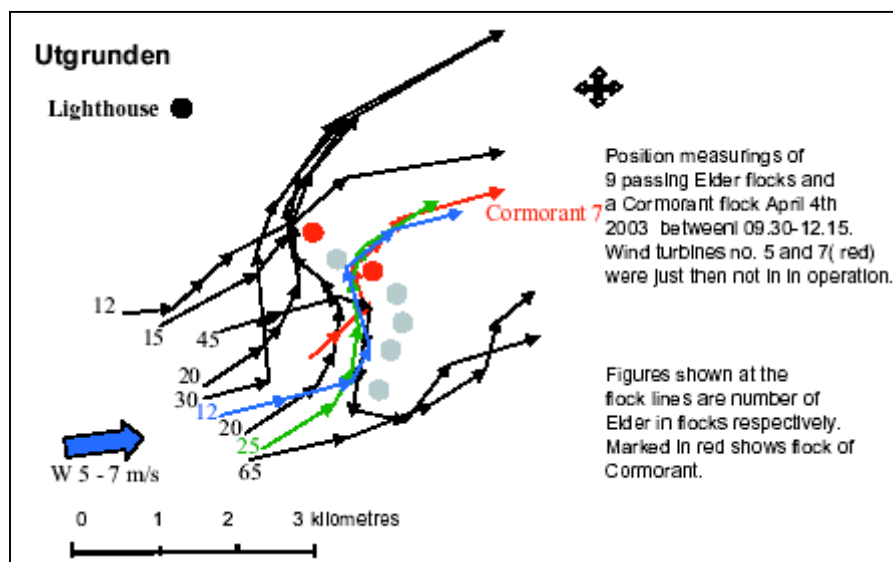 Utgrunden
Lighthouse
Position measurings of
9 passing Elder flocks and
a Cormorant flock April 4th
2003 betweenl 09.30-12.15.
Wind turbines no. 5 and 7( red)
were just then not in in operation.
Cormorant 7
12
15
45
20
30
12
20
25
65
Figures shown at the
flock lines are number of
Elder in flocks respectively.
Marked in red shows flock of
Cormorant.
W 5 - 7 m/s
0 1 2 3 kilometres